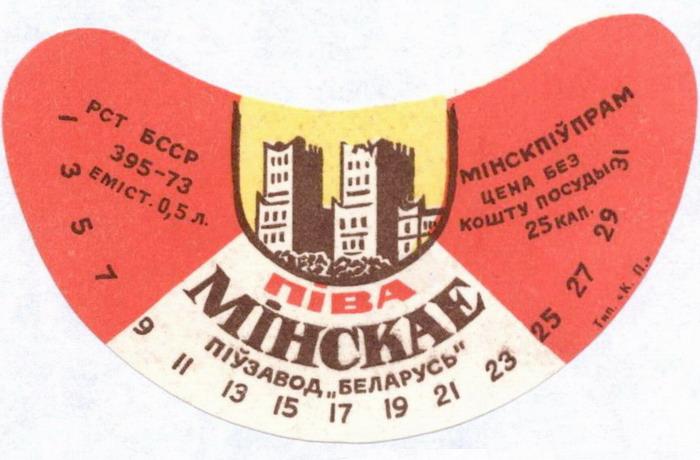 РСТ БССР
395-73
ЕМІСТ. 0,5 л.
ПІВА
МІНСКАЕ
ПІЎЗАВОД „БЕЛАРУСЬ"
МІНСКПІЎПРАМ
ЦЕНА БЕЗ
КОШТУ ПОСУДЫ
25 КАП.
1 3 5 7 9 11 13 15 17 19 21 23 25 27 29 31
Тип. «К. П.»